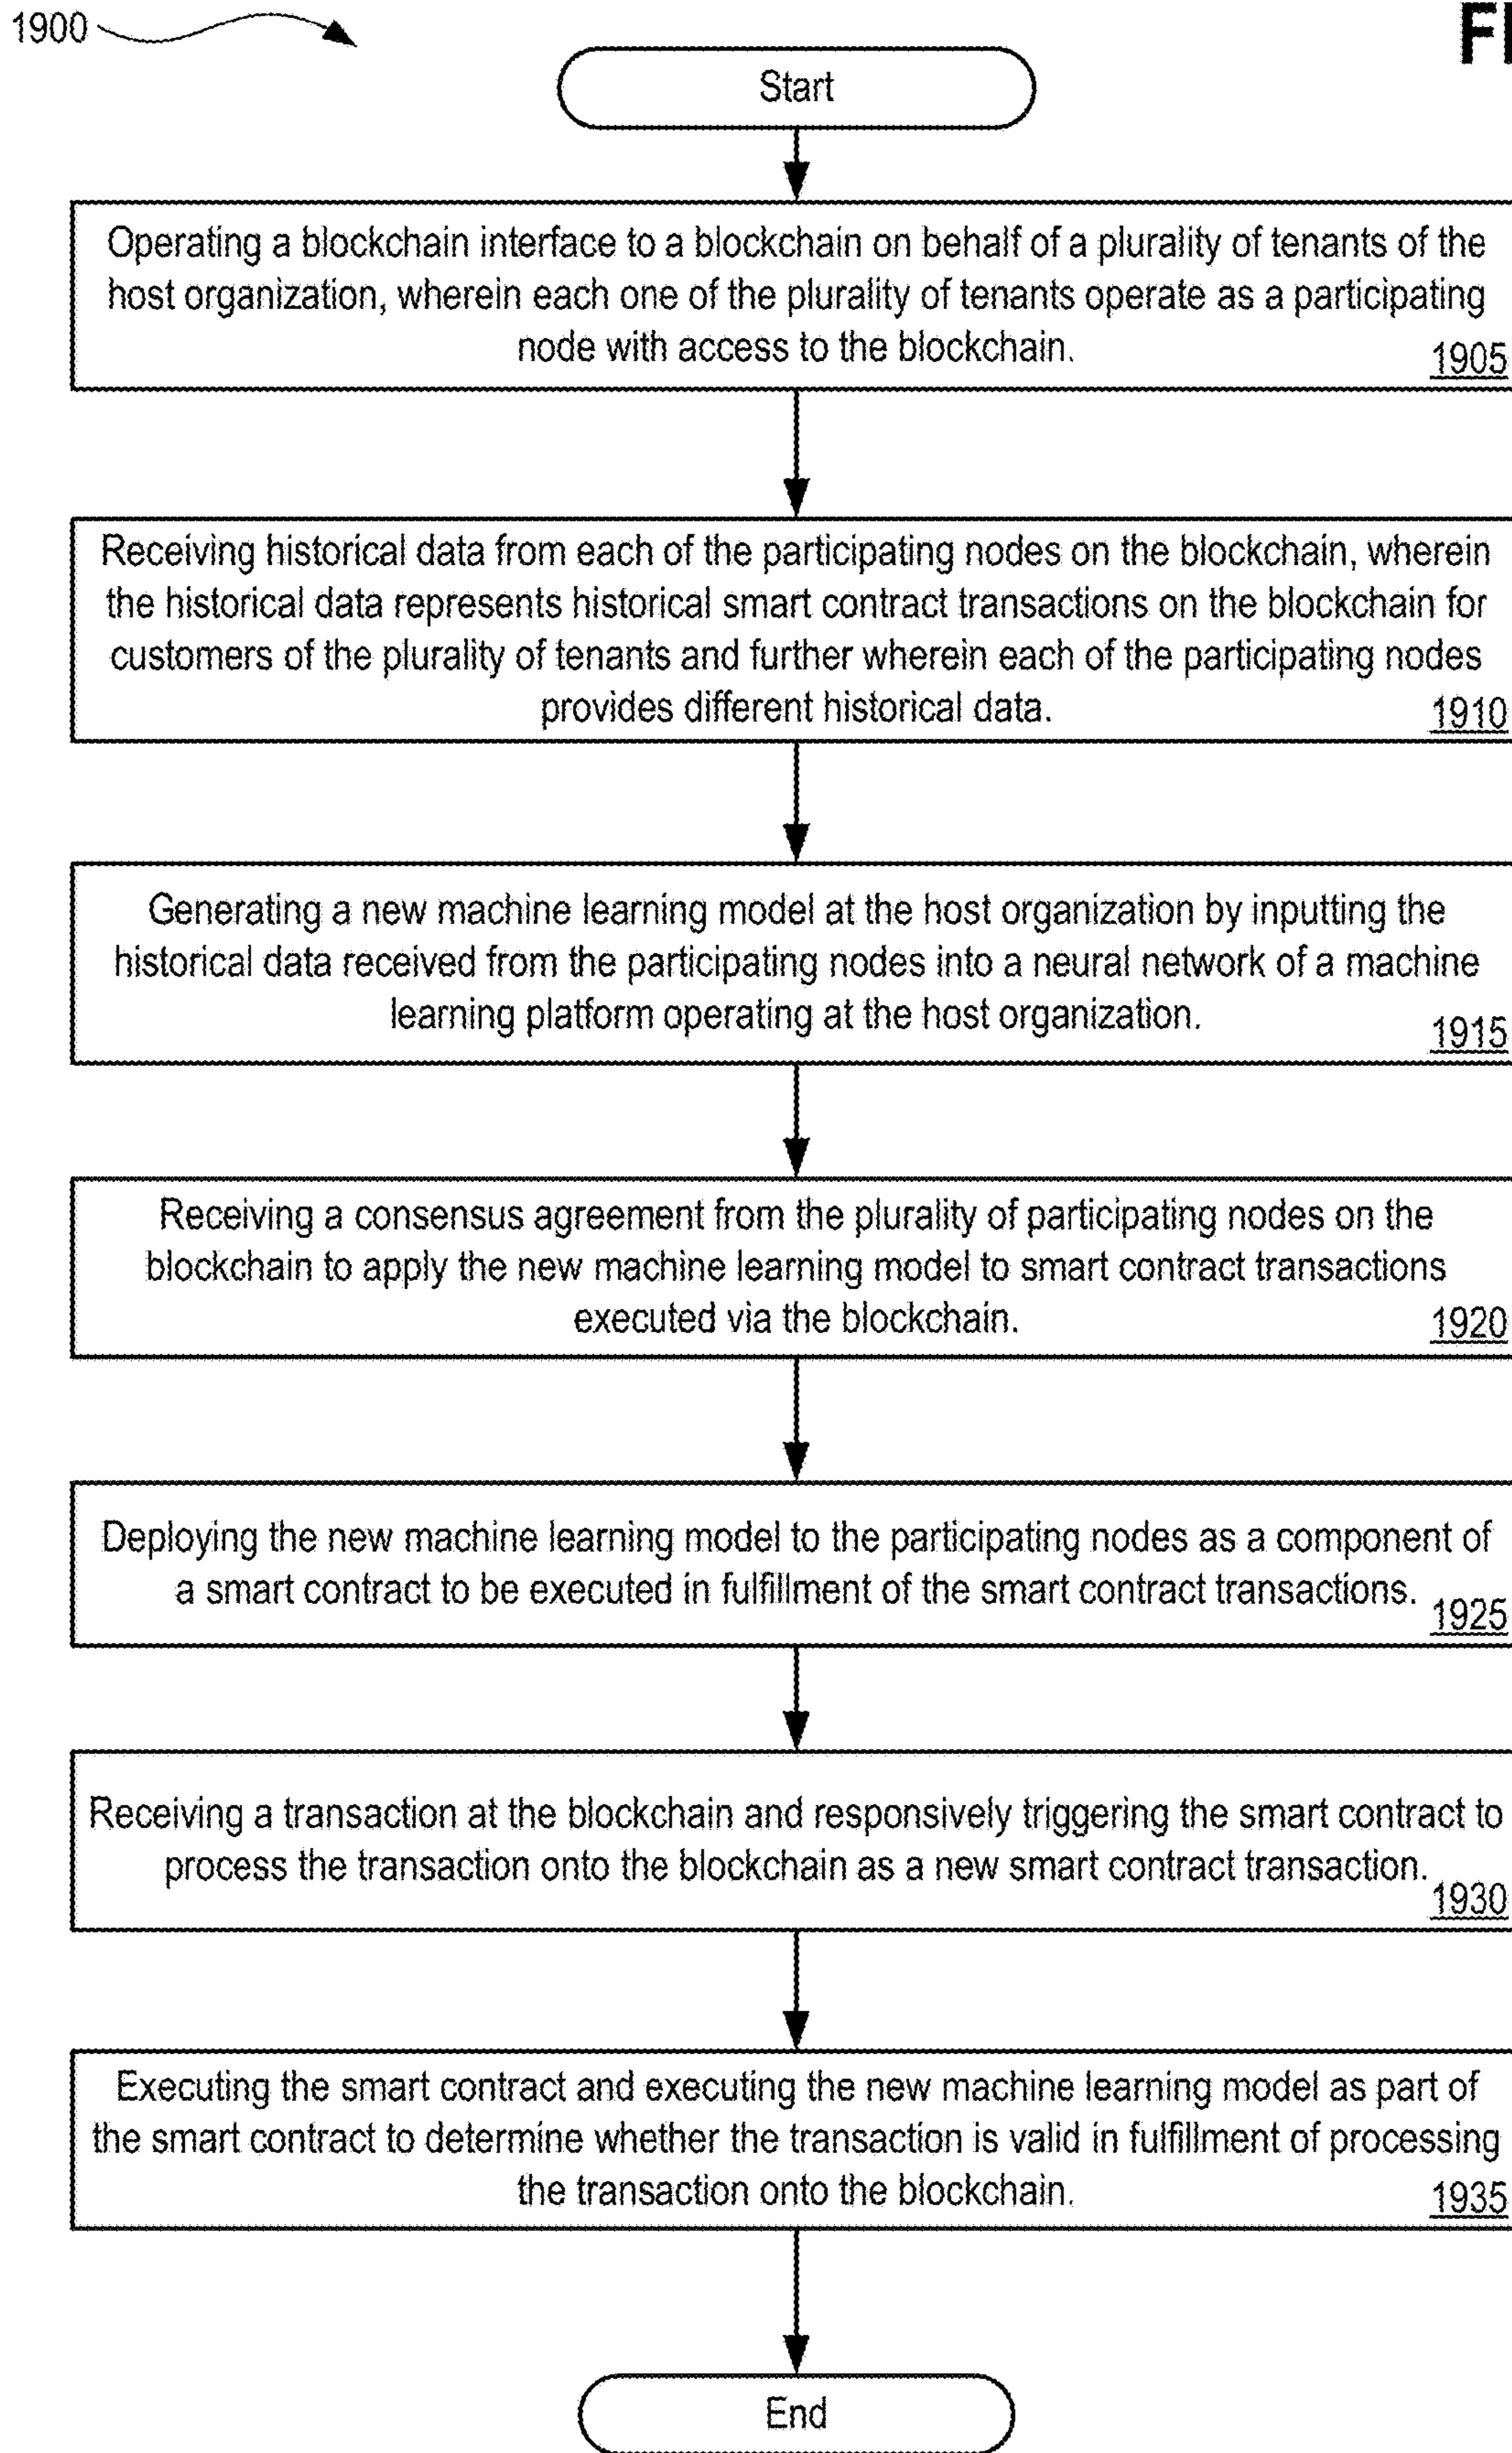 1900
FI
Start
Operating a blockchain interface to a blockchain on behalf of a plurality of tenants of the
host organization, wherein each one of the plurality of tenants operate as a participating
node with access to the blockchain.
1905
Receiving historical data from each of the participating nodes on the blockchain, wherein
the historical data represents historical smart contract transactions on the blockchain for
customers of the plurality of tenants and further wherein each of the participating nodes
provides different historical data.
1910
Generating a new machine learning model at the host organization by inputting the
historical data received from the participating nodes into a neural network of a machine
learning platform operating at the host organization.
1915
Receiving a consensus agreement from the plurality of participating nodes on the
blockchain to apply the new machine learning model to smart contract transactions
executed via the blockchain.
1920
Deploying the new machine learning model to the participating nodes as a component of
a smart contract to be executed in fulfillment of the smart contract transactions.
1925
Receiving a transaction at the blockchain and responsively triggering the smart contract to
process the transaction onto the blockchain as a new smart contract transaction.
1930
Executing the smart contract and executing the new machine learning model as part of
the smart contract to determine whether the transaction is valid in fulfillment of processing
the transaction onto the blockchain.
1935
End